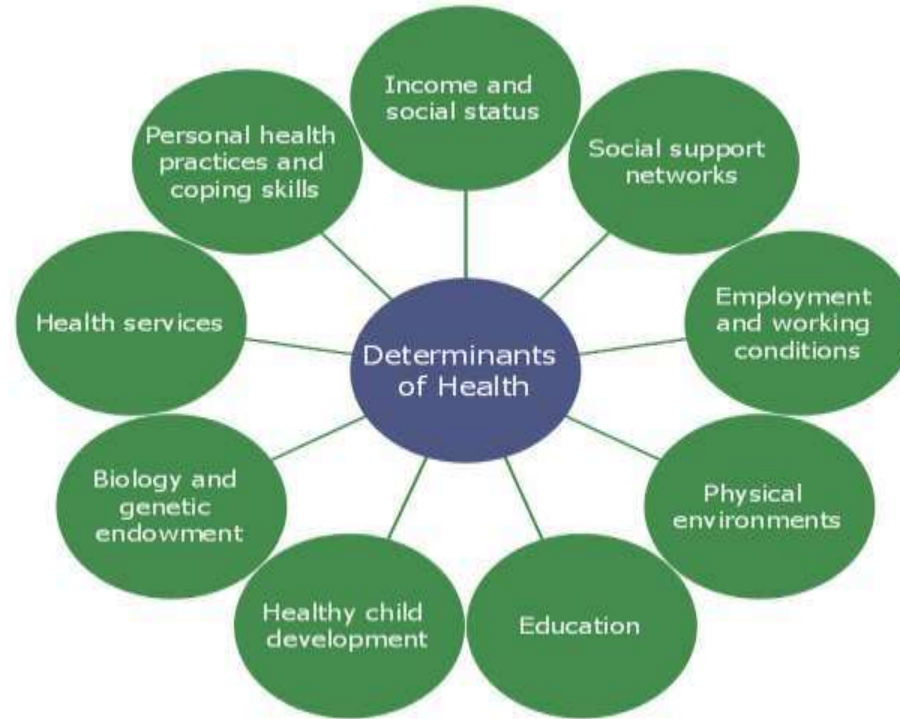 Determinants
of Health
Income and
social status
Social support
networks
Employment
and working
conditions
Physical
environments
Education
Healthy child
development
Biology and
genetic
endowment
Health services
Personal health
practices and
coping skills